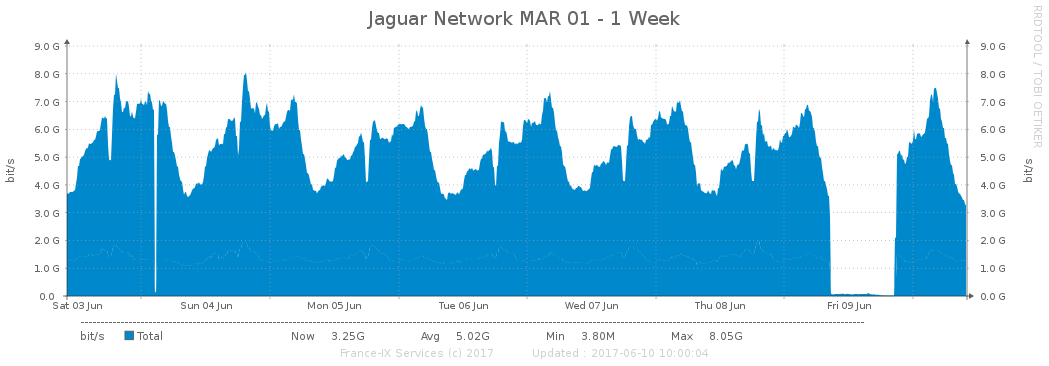 Jaguar Network MAR 01 - 1 Week
RRDTOOL / TOBI OETIKER
bit/s
bit/s
9.0 G 9.0 G
8.0 G 8.0 G
7.0 G 7.0 G
6.0 G 6.0 G
5.0 G 5.0 G
4.0 G 4.0 G
3.0 G 3.0 G
2.0 G 2.0 G
1.0 G 1.0 G
0.0 0.0 G
Sat 03 Jun Sun 04 Jun Mon 05 Jun Tue 06 Jun Wed 07 Jun Thu 08 Jun Fri 09 Jun
bit/s Total Now 3.25G Avg 5.02G Min 3.80M Max 8.05G
France-IX Services (c) 2017 Updated : 2017-06-10 10:00:04